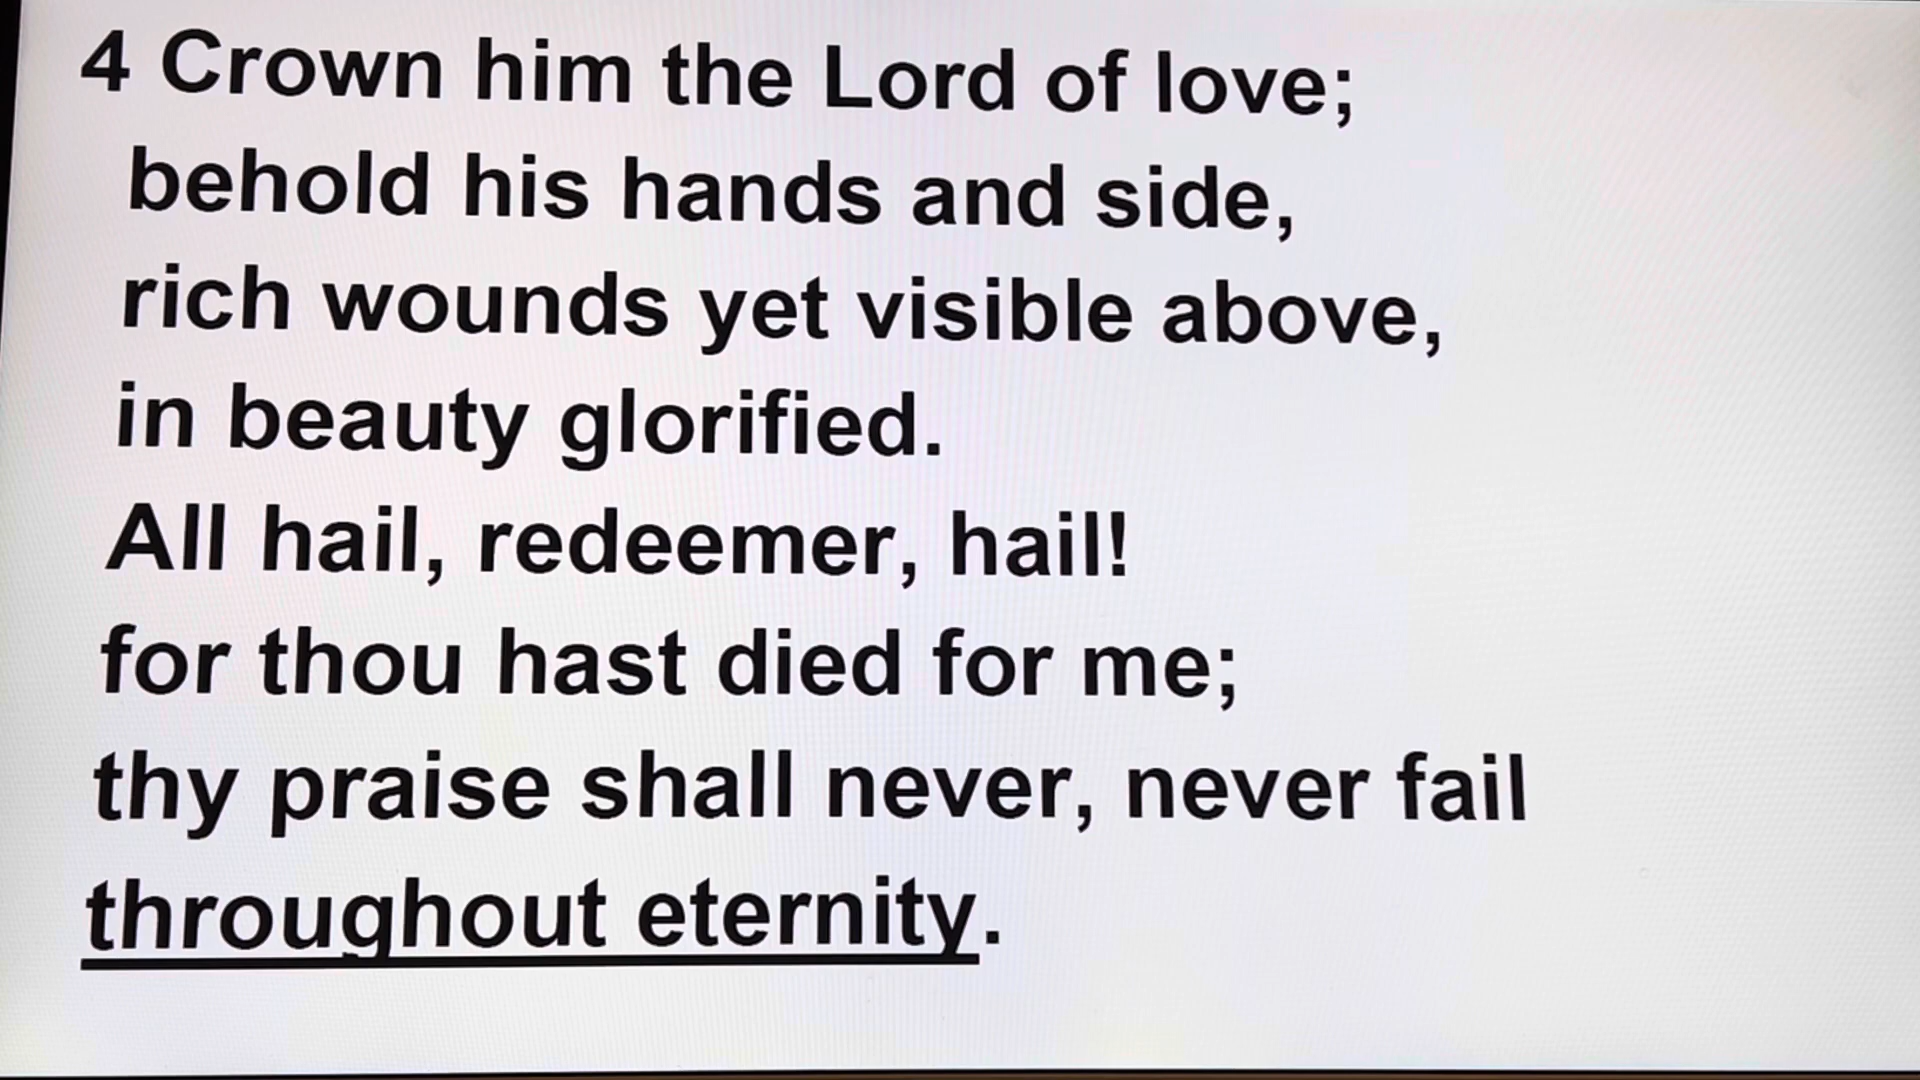 4 Crown him the Lord of love;
behold his hands and side,
rich wounds yet visible above,
in beauty glorified.
All hail, redeemer, hail!
for thou hast died for me;
thy praise shall never, never fail
throughout eternity.